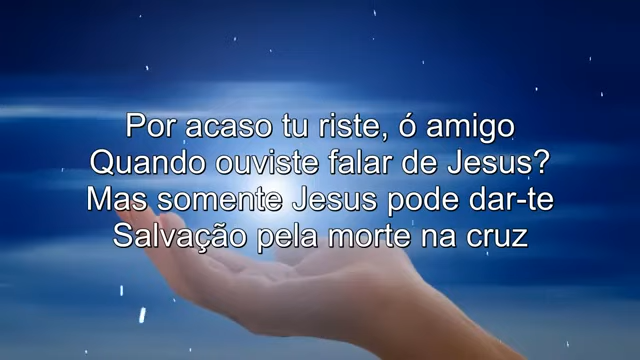 Por acaso tu riste, ó amigo
Quando ouviste falar de Jesus?
Mas somente Jesus pode dar-te
Salvação pela morte na cruz